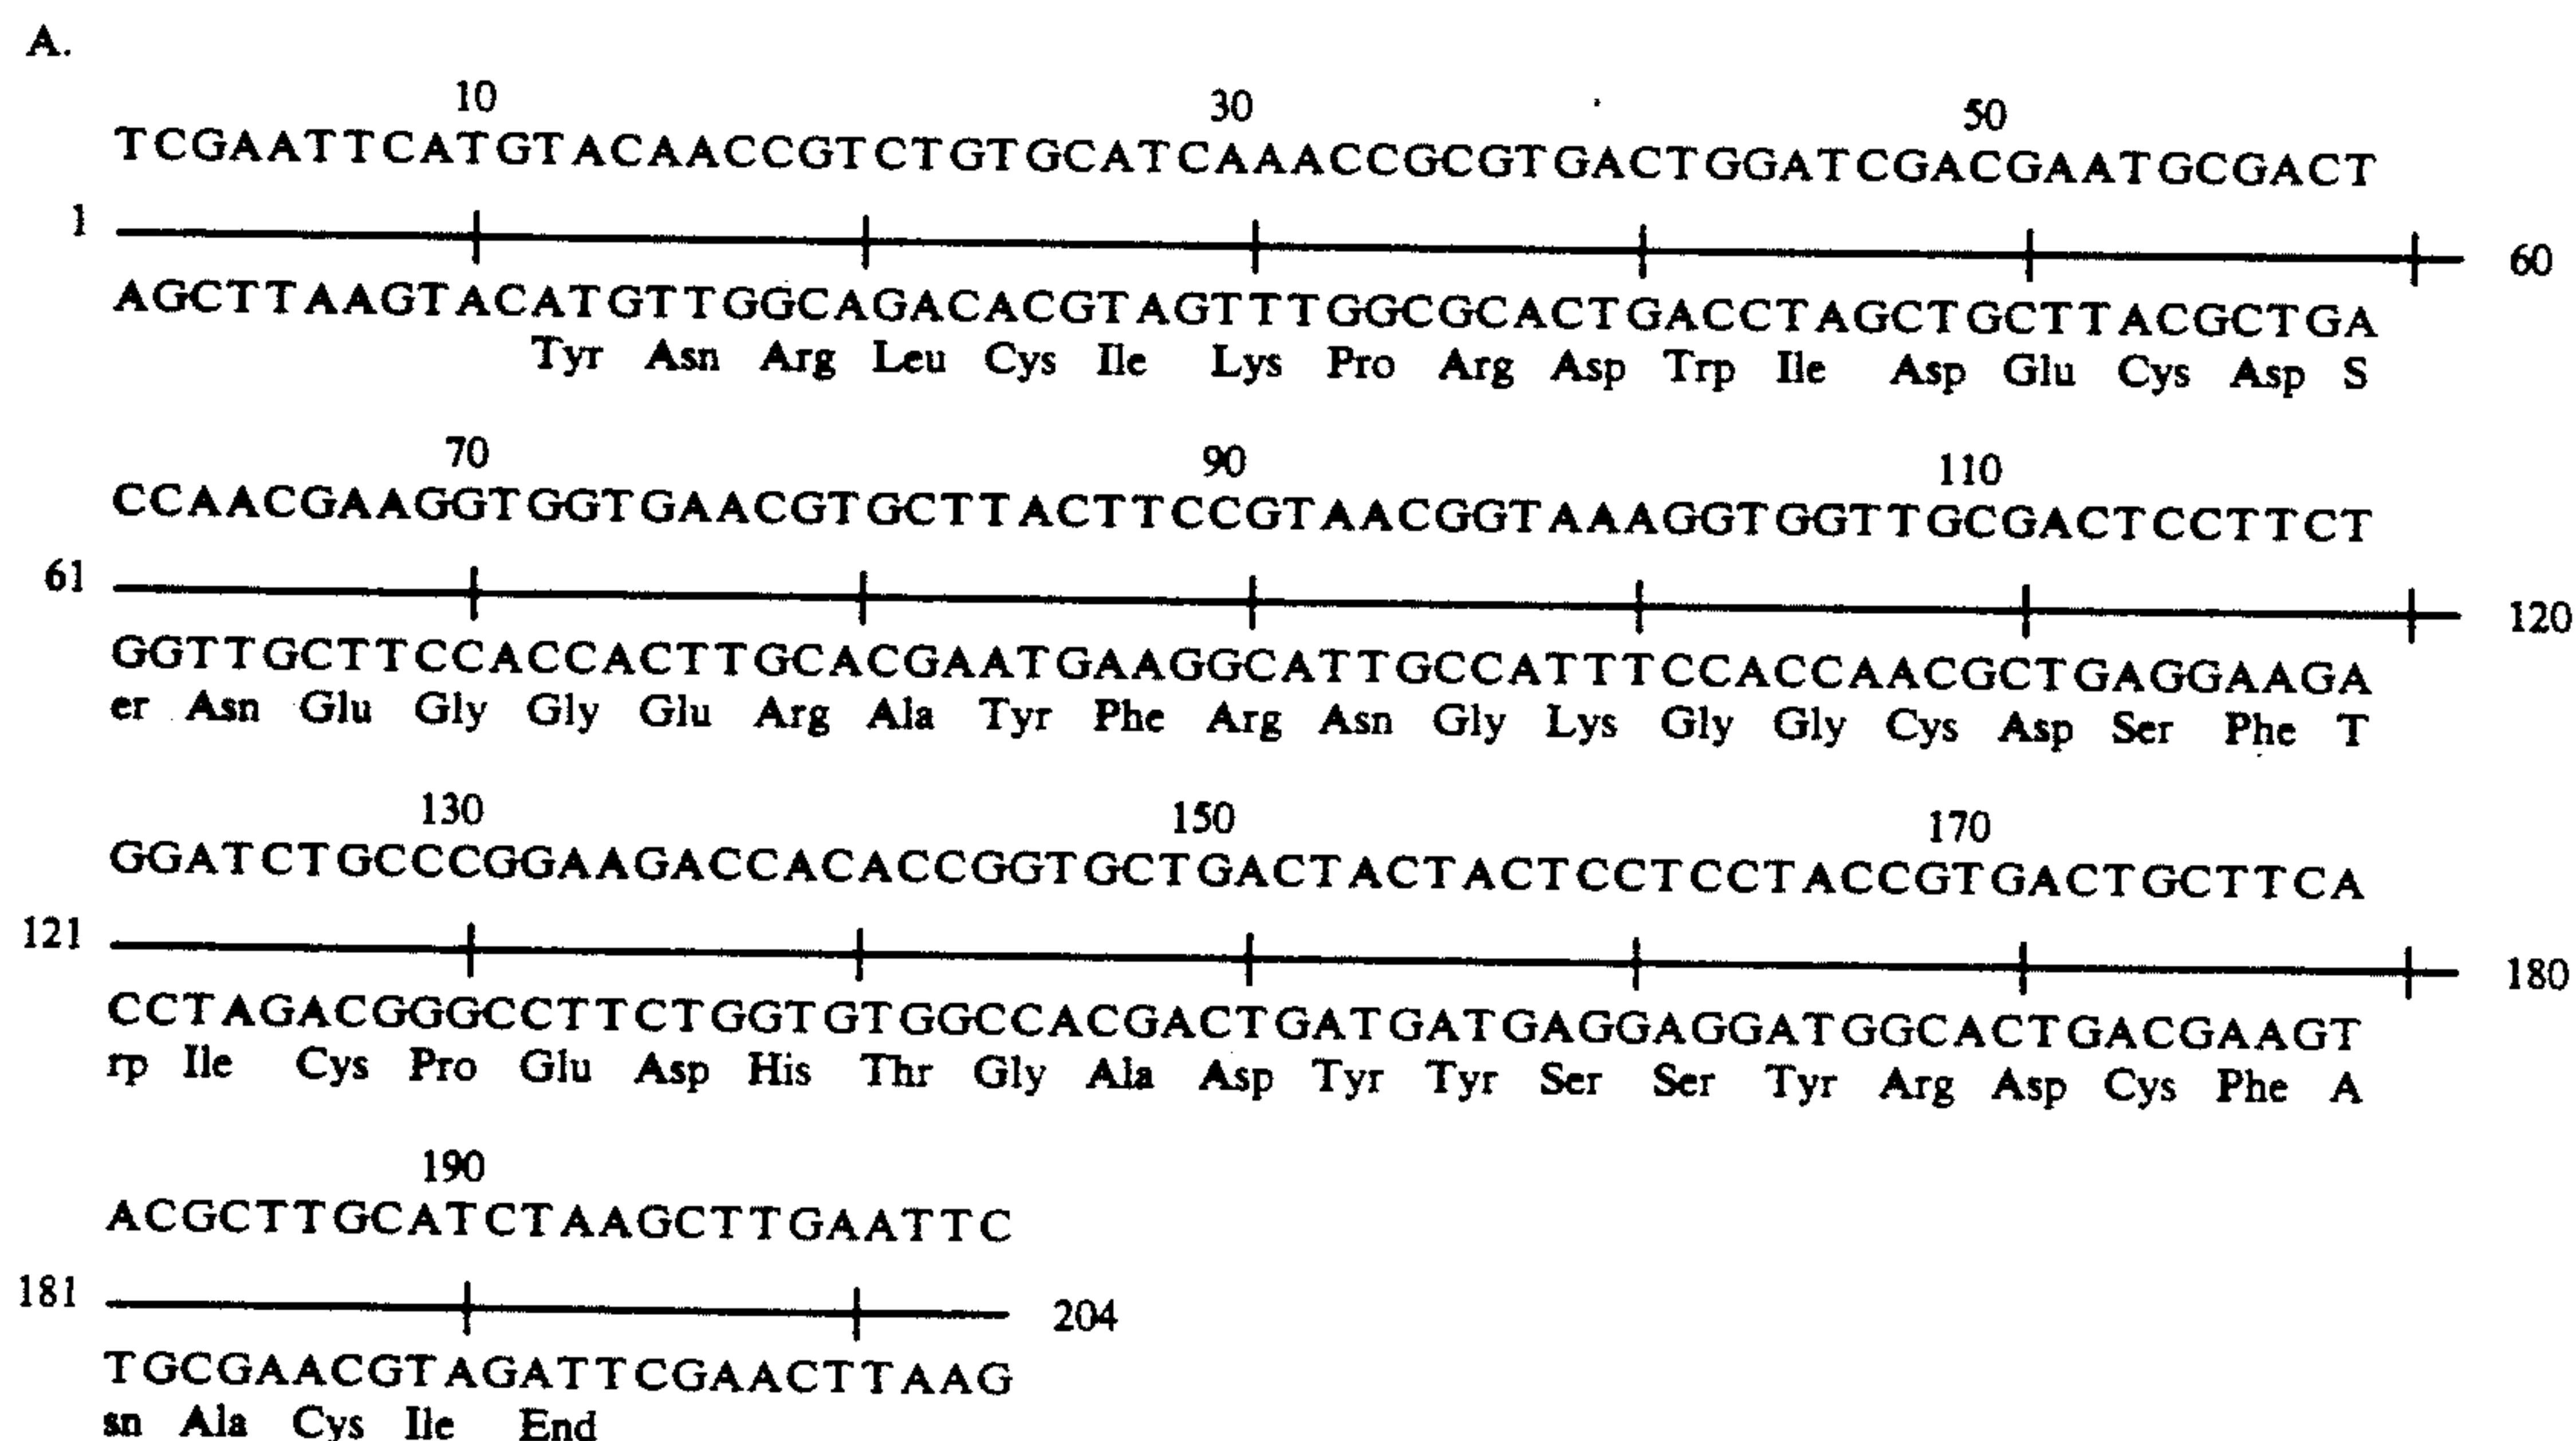 A.
10 30 50
TCGAATTCATGTACAACCGTCTGTGCATCAAACCGCGTGACTGGATCGACGAATGCGACT
1 60
AGCTTAAGTACATGTTGGCAGACACGTAGTTTGGCGCACTGACCTAGCTGCTTACGCTGA
Tyr Asn Arg Leu Cys Ile Lys Pro Arg Asp Trp Ile Asp Glu Cys Asp S
70 90 110
CCAACGAAGGTGGTGAACGTGCTTACTTCCGTAACGGTAAAGGTGGTTGCGACTCCTTCT
61 120
GGTTGCTTCCACCACTTGCACGAATGAAGGCATTGCCATTTCCACCAACGCTGAGGAAGA
er Asn Glu Gly Gly Glu Arg Ala Tyr Phe Arg Asn Gly Lys Gly Gly Cys Asp Ser Phe T
130 150 170
GGATCTGCCCGGAAGACCACACCGGTGCTGACTACTACTCCTCCTACCGTGACTGCTTCA
121 180
CCTAGACGGGCCTTCTGGTGTGGCCACGACTGATGATGAGGAGGATGGCACTGACGAAGT
rp Ile Cys Pro Glu Asp His Thr Gly Ala Asp Tyr Tyr Ser Ser Tyr Arg Asp Cys Phe A
190
ACGCTTGCATCTAAGCTTGAATTC
181 204
TGCGAACGTAGATTCGAACTTAAG
sn Ala Cys Ile End